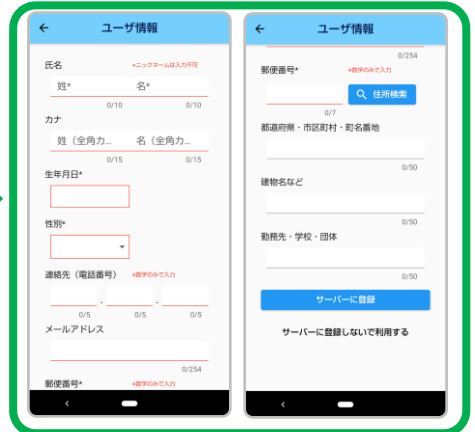 ユーザ情報
氏名 *ニックネームは入力不可
姓* 名*
0/10 0/10
カナ
姓（全角カ... 名（全角カ...
0/15 0/15
生年月日*
性別*
連絡先（電話番号） *数字のみで入力
- -
0/5 0/5 0/5
メールアドレス
0/254
郵便番号* *数字のみで入力
ユーザ情報
0/254
郵便番号* *数字のみで入力
住所検索
0/7
都道府県・市区町村・町名番地
0/50
建物名など
0/50
勤務先・学校・団体
0/50
サーバーに登録
サーバーに登録しないで利用する